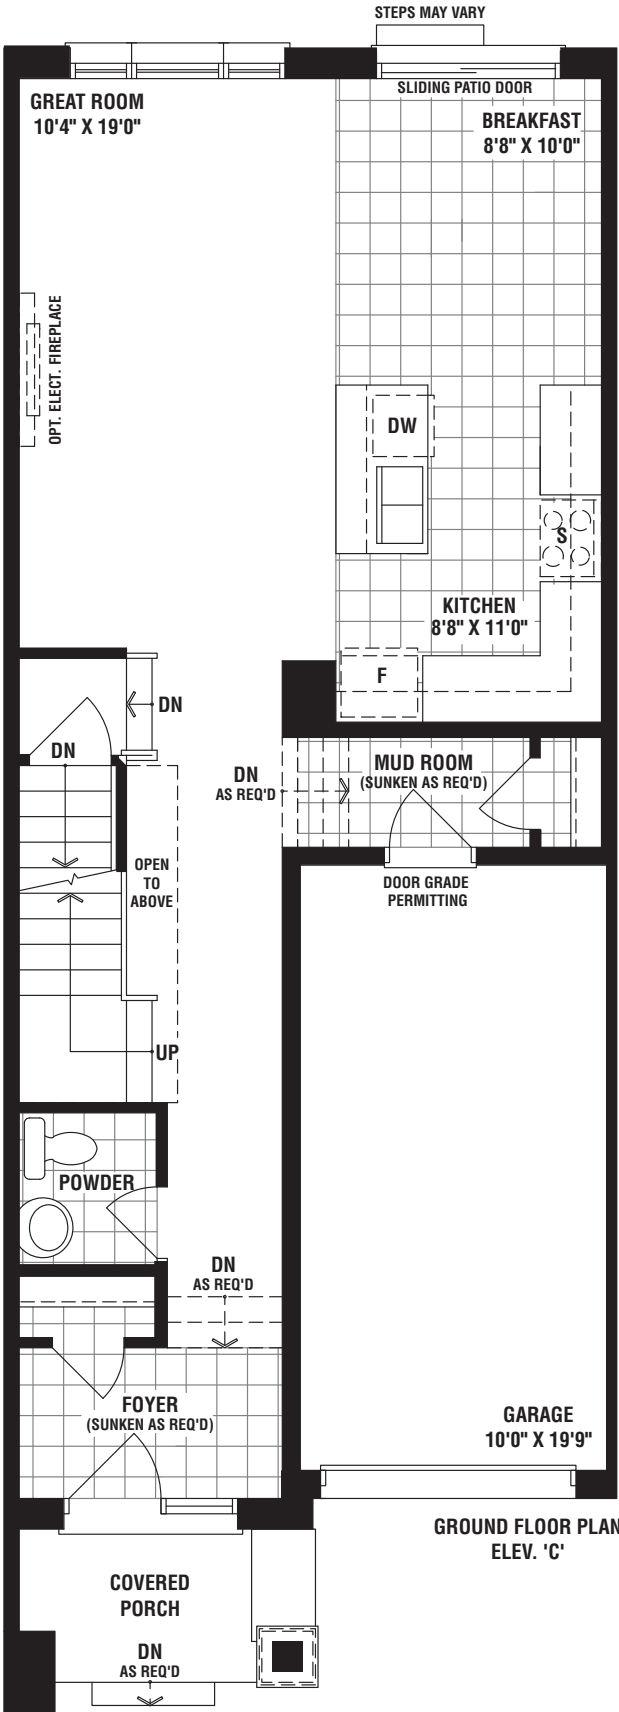 STEPS MAY VARY
SLIDING PATIO DOOR
GREAT ROOM
10'4" X 19'0"
BREAKFAST
8'8" X 10'0"
OPT. ELECT. FIREPLACE
DW
S
KITCHEN
8'8" X 11'0"
F
DN
DN
DN
AS REQ'D
MUD ROOM
(SUNKEN AS REQ'D)
OPEN
TO
ABOVE
DOOR GRADE
PERMITTING
UP
POWDER
DN
AS REQ'D
FOYER
(SUNKEN AS REQ'D)
GARAGE
10'0" X 19'9"
GROUND FLOOR PLAN
ELEV. 'C'
COVERED
PORCH
DN
AS REQ'D